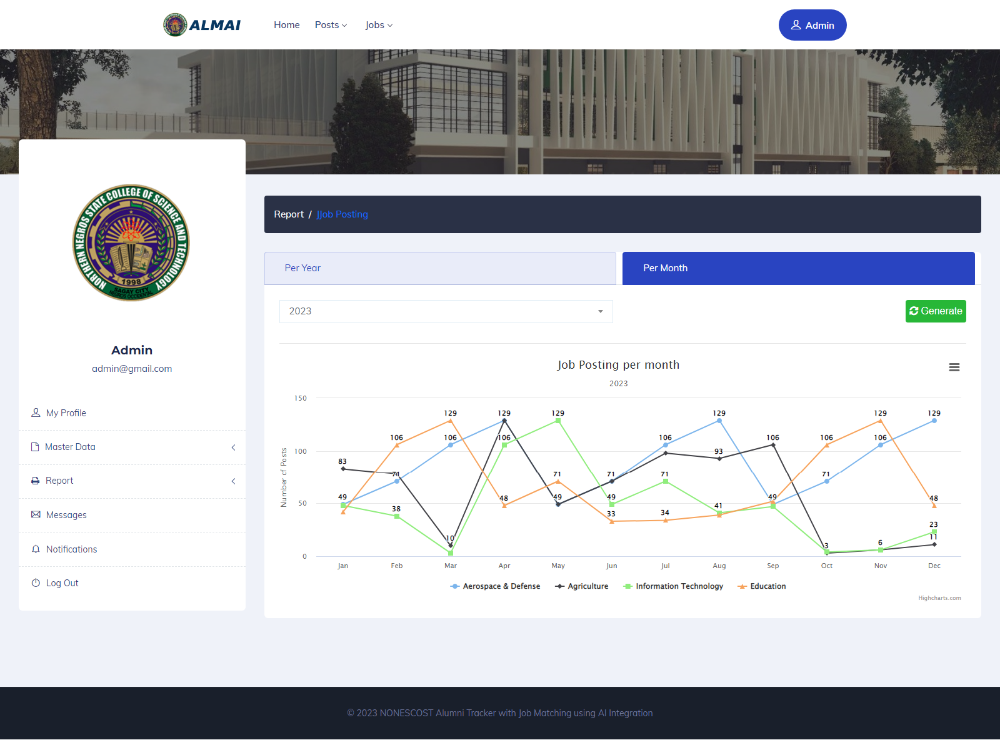 ALMAI
Home Posts Jobs
Admin
NORTHERN NEGROS STATE COLLEGE OF SCIENCE AND TECHNOLOGY
1998
SAGAY CITY
NEGROS OCCIDENTAL
Admin
admin@gmail.com
My Profile
Master Data
Report
Messages
Notifications
Log Out
Report / JJob Posting
Per Year Per Month
2023 Generate
Job Posting per month
2023
Number of Posts
150
100
50
0
129 129 129 129 129 129
106 106 106 106 106 106 106
83 71 93 71
49 38 10 48 71 49 71 49 33 71 34 41 49 48
3 6 23 11
Jan Feb Mar Apr May Jun Jul Aug Sep Oct Nov Dec
Aerospace & Defense Agriculture Information Technology Education
Highcharts.com
© 2023 NONESCOST Alumni Tracker with Job Matching using AI Integration